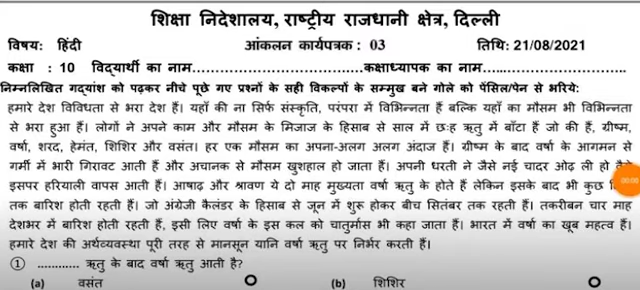 शिक्षा निदेशालय, राष्ट्रीय राजधानी क्षेत्र, दिल्ली
विषय: हिंदी आंकलन कार्यपत्रक : 03 तिथि: 21/08/2021
कक्षा : 10 विद्यार्थी का नाम..............................कक्षाध्यापक का नाम..............................
निम्नलिखित गद्यांश को पढ़कर नीचे पूछे गए प्रश्नों के सही विकल्पों के सम्मुख बने गोले को पेंसिल/पेन से भरिये:
हमारे देश विविधता से भरा देश हैं। यहाँ की ना सिर्फ संस्कृति, परंपरा में विभिन्नता हैं बल्कि यहाँ का मौसम भी विभिन्नता
से भरा हुआ हैं। लोगों ने अपने काम और मौसम के मिजाज के हिसाब से साल में छःह ऋतु में बाँटा हैं जो की हैं, ग्रीष्म,
वर्षा, शरद, हेमंत, शिशिर और वसंत। हर एक मौसम का अपना-अलग अलग अंदाज हैं। ग्रीष्म के बाद वर्षा के आगमन से
गर्मी में भारी गिरावट आती हैं और अचानक से मौसम खुशहाल हो जाता हैं। अपनी धरती ने जैसे नई चादर ओढ़ ली हो
इसपर हरियाली वापस आती हैं। आषाढ और श्रावण ये दो माह मुख्यता वर्षा ऋतु के होते हैं लेकिन इसके बाद भी कुछ 00:00
तक बारिश होती रहती हैं। जो अंग्रेजी कैलंडर के हिसाब से जून में शुरू होकर बीच सितंबर तक रहती हैं। तकरीबन चार माह
देशभर में बारिश होती रहती हैं, इसी लिए वर्षा के इस कल को चातुर्मास भी कहा जाता हैं। भारत में वर्षा का खूब महत्व हैं।
हमारे देश की अर्थव्यवस्था पूरी तरह से मानसून यानि वर्षा ऋतु पर निर्भर करती हैं।
① ............ ऋतु के बाद वर्षा ऋतु आती है?
(a) वसंत (b) शिशिर